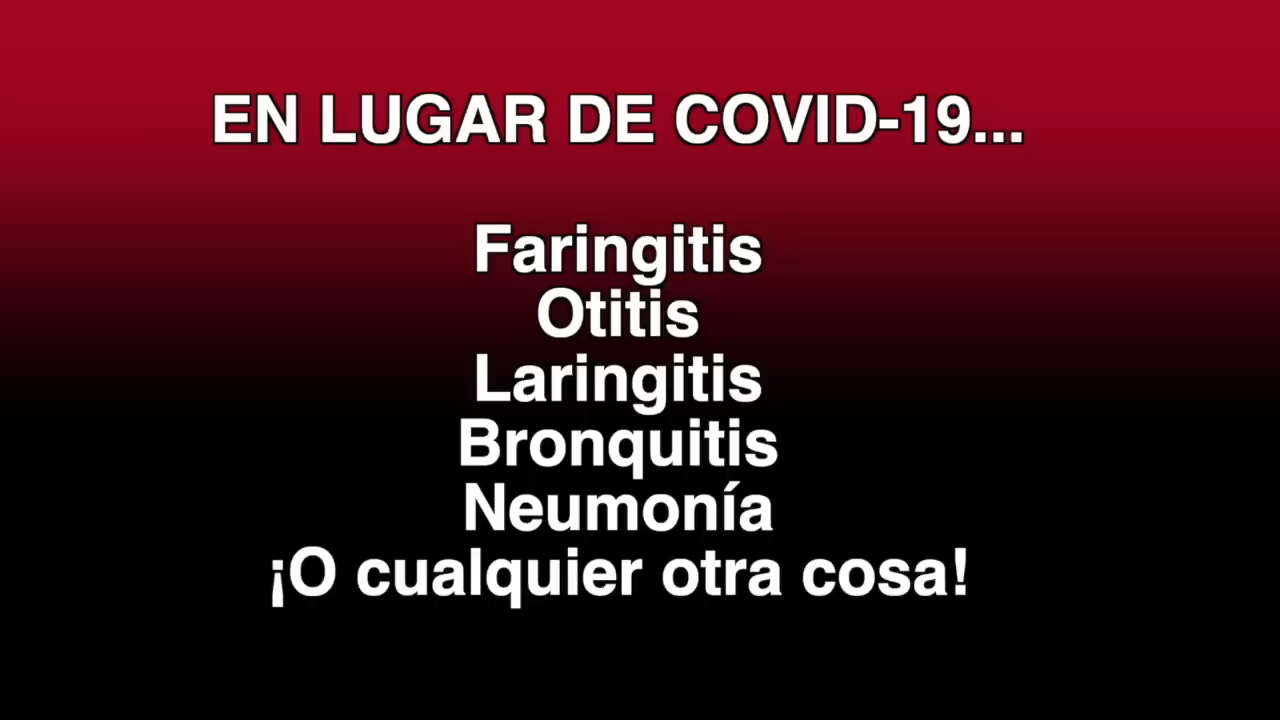 EN LUGAR DE COVID-19...
Faringitis
Otitis
Laringitis
Bronquitis
Neumonía
¡O cualquier otra cosa!